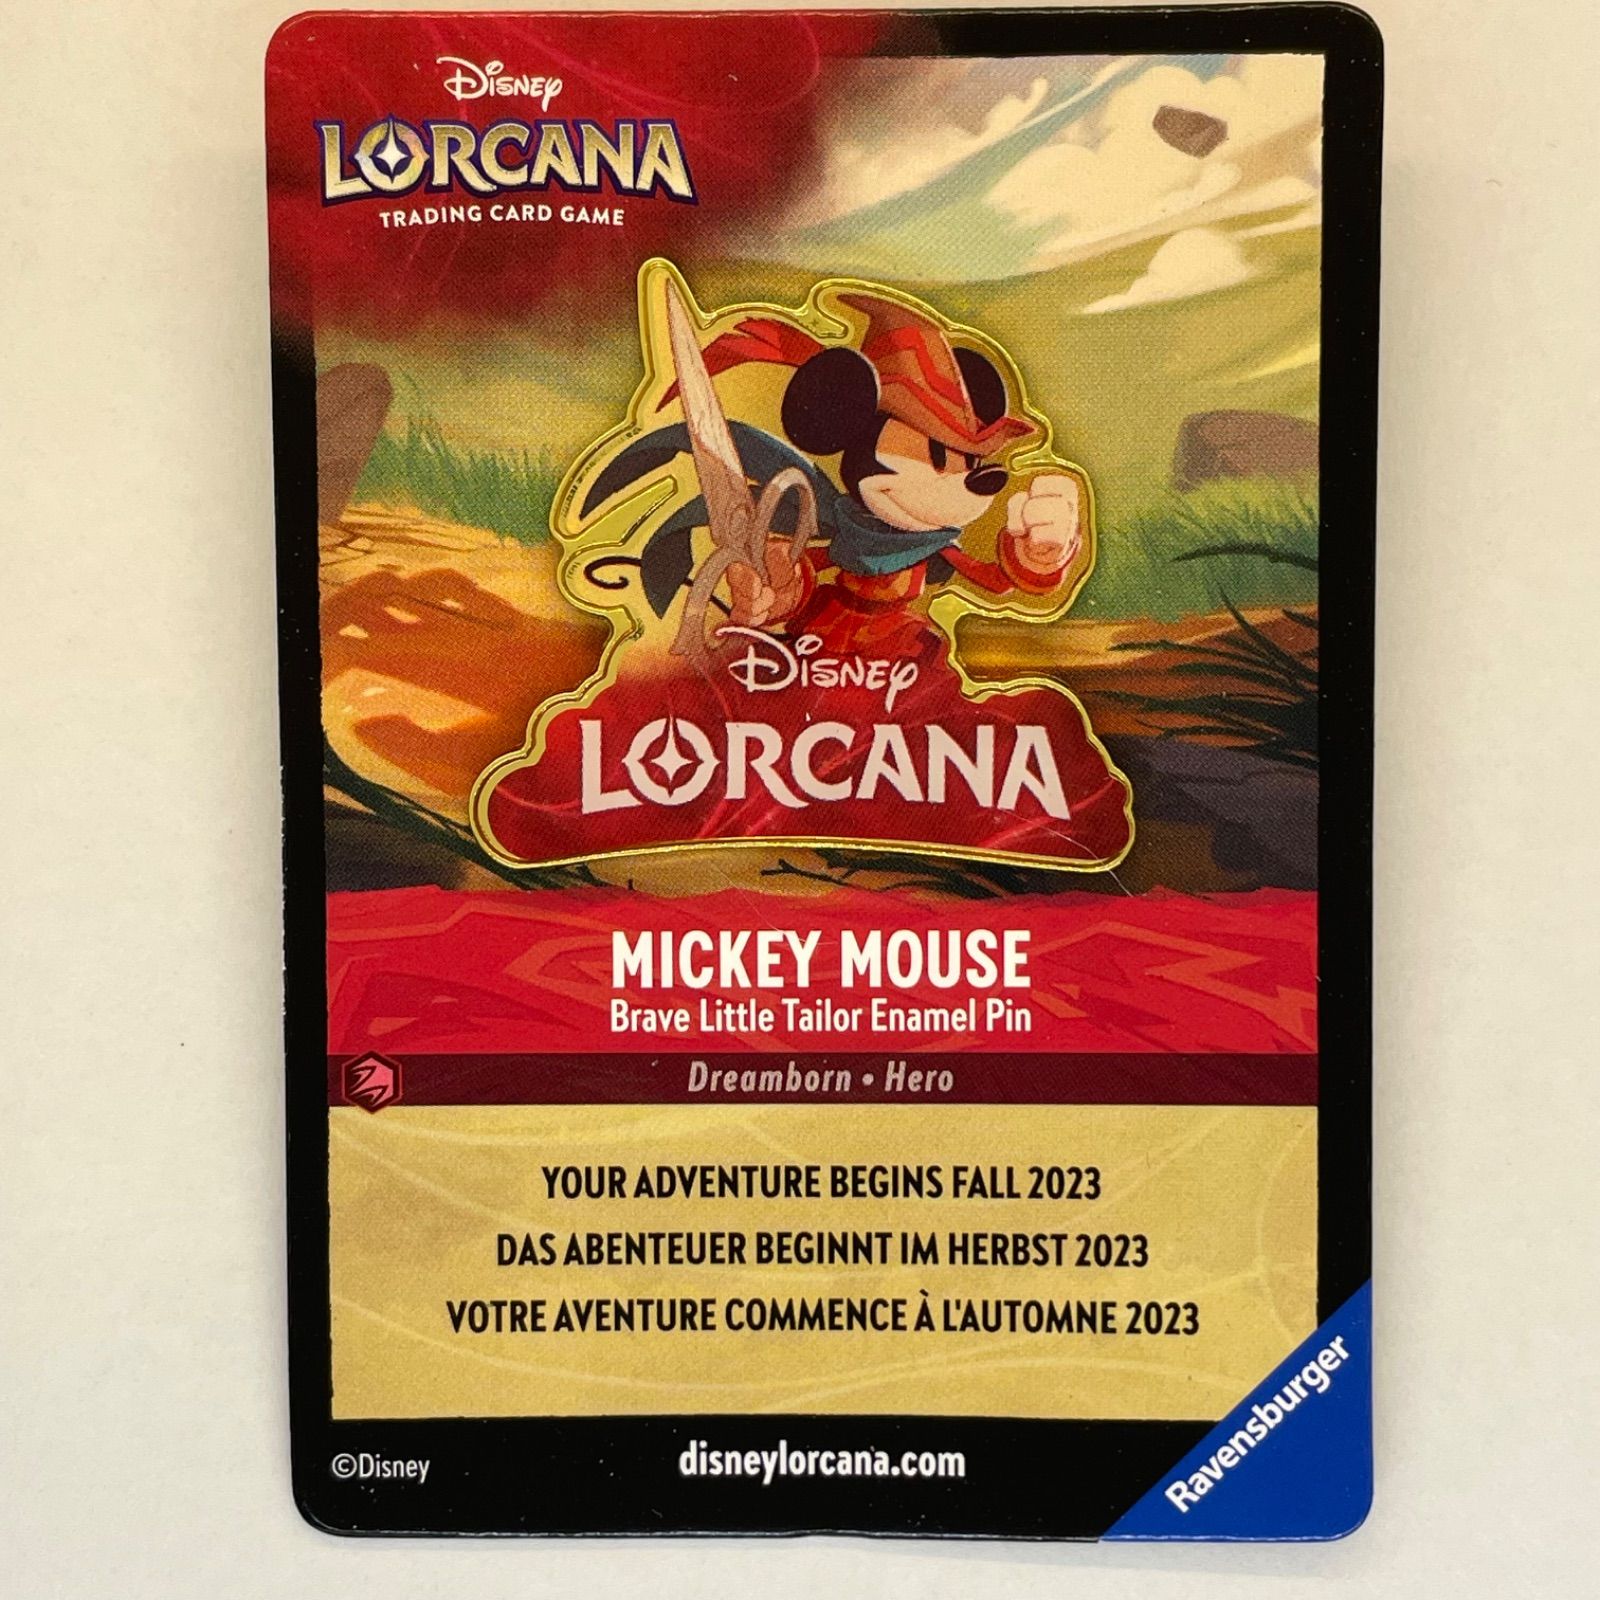 Disney
LORCANA
TRADING CARD GAME
Disney
LORCANA
MICKEY MOUSE
Brave Little Tailor Enamel Pin
Dreamborn • Hero
YOUR ADVENTURE BEGINS FALL 2023
DAS ABENTEUER BEGINNT IM HERBST 2023
VOTRE AVENTURE COMMENCE À L'AUTOMNE 2023
©Disney
disneylorcana.com
Ravensburger